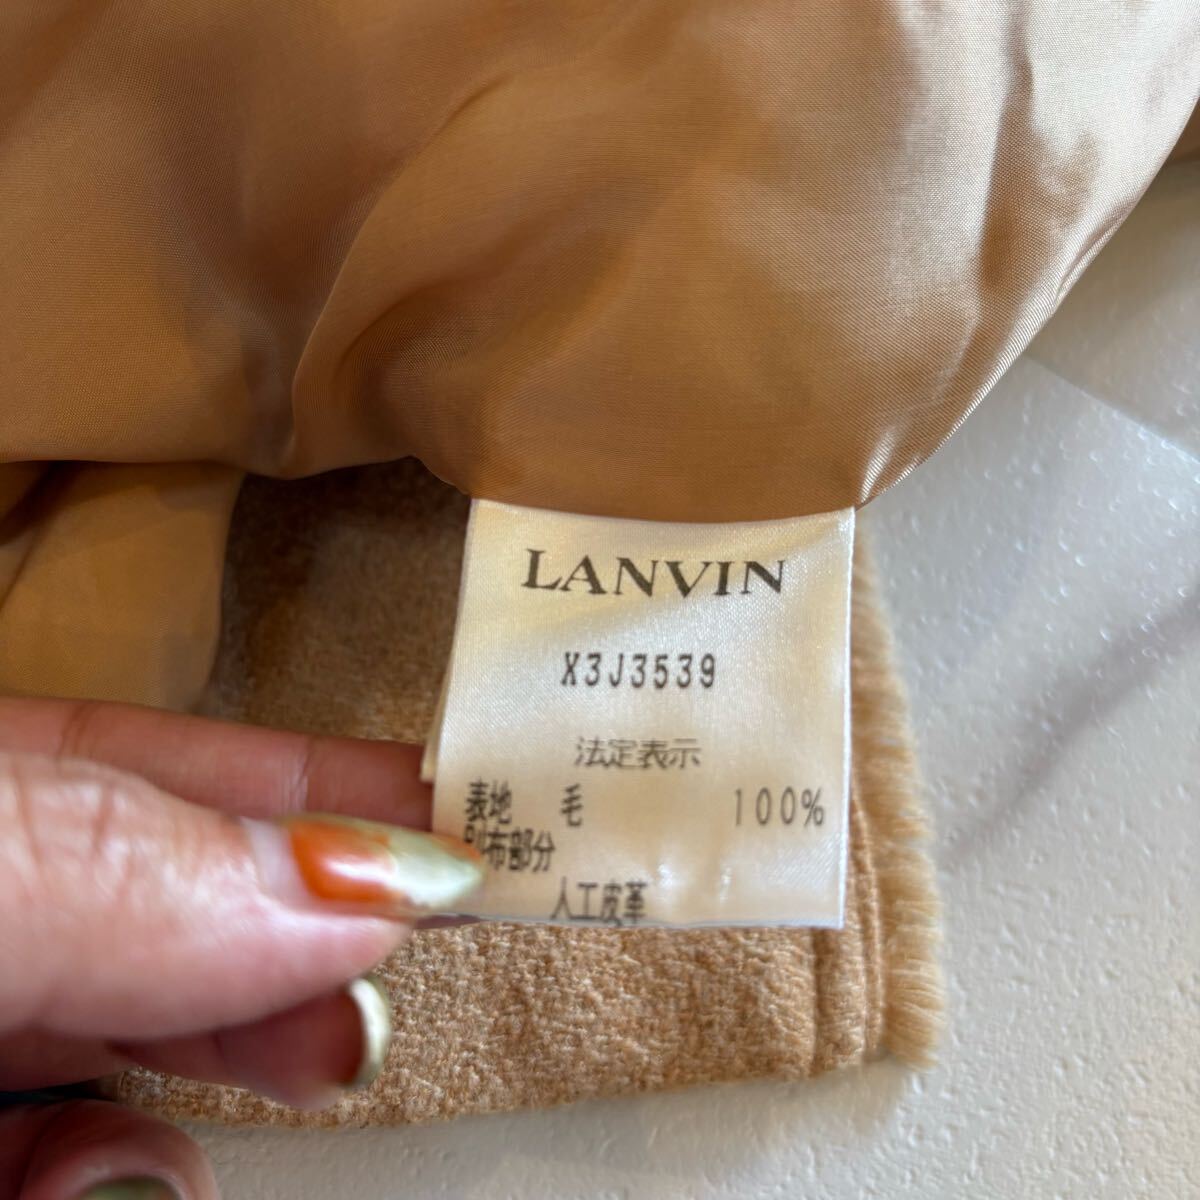 LANVIN
X3J3539
法定表示
表地 毛 100%
別布部分
人工皮革